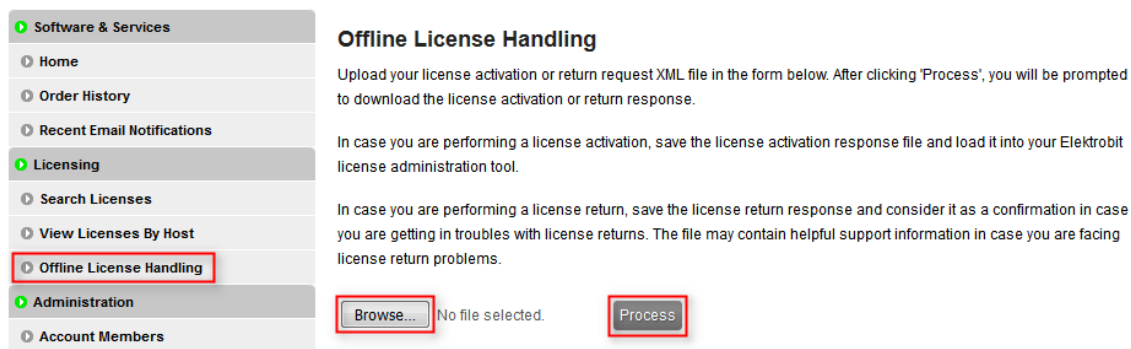 Software & Services
Home
Order History
Recent Email Notifications
Licensing
Search Licenses
View Licenses By Host
Offline License Handling
Administration
Account Members
Offline License Handling
Upload your license activation or return request XML file in the form below. After clicking 'Process', you will be prompted
to download the license activation or return response.
In case you are performing a license activation, save the license activation response file and load it into your Elektrobit
license administration tool.
In case you are performing a license return, save the license return response and consider it as a confirmation in case
you are getting in troubles with license returns. The file may contain helpful support information in case you are facing
license return problems.
Browse... No file selected. Process